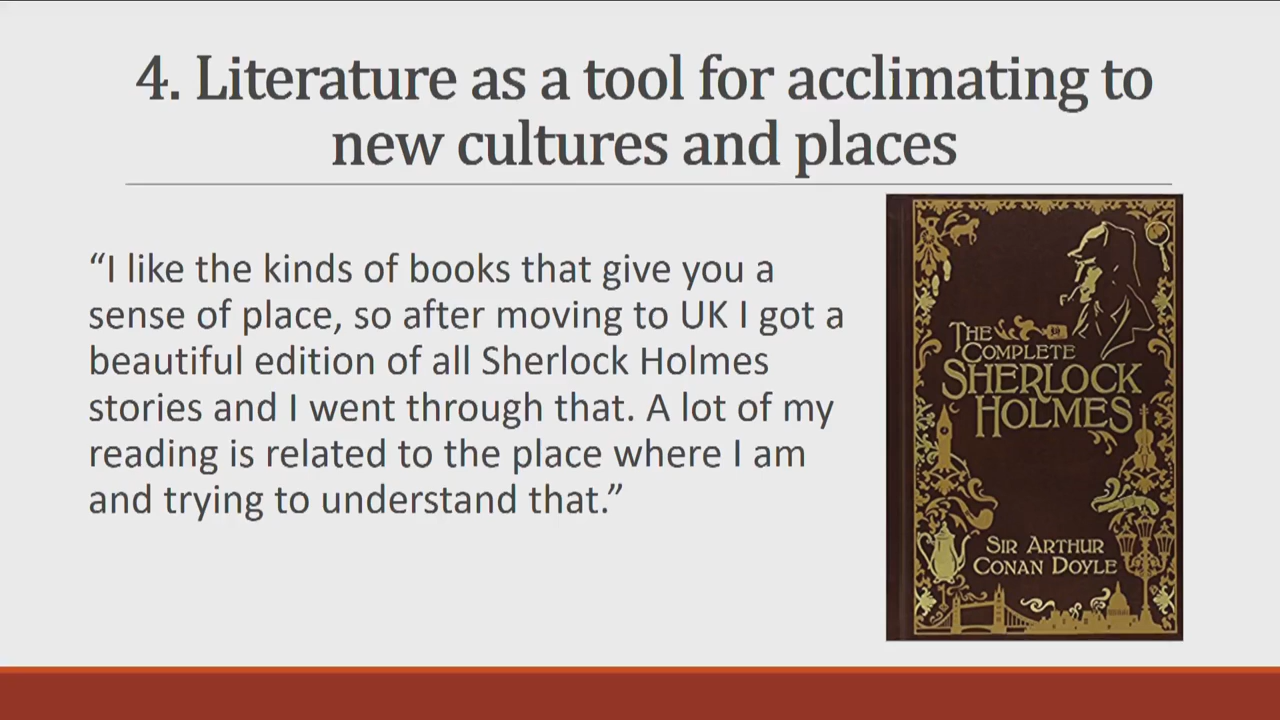 4. Literature as a tool for acclimating to
new cultures and places
“I like the kinds of books that give you a
sense of place, so after moving to UK I got a
beautiful edition of all Sherlock Holmes
stories and I went through that. A lot of my
reading is related to the place where I am
and trying to understand that.”
THE
COMPLETE
SHERLOCK
HOLMES
SIR ARTHUR
CONAN DOYLE